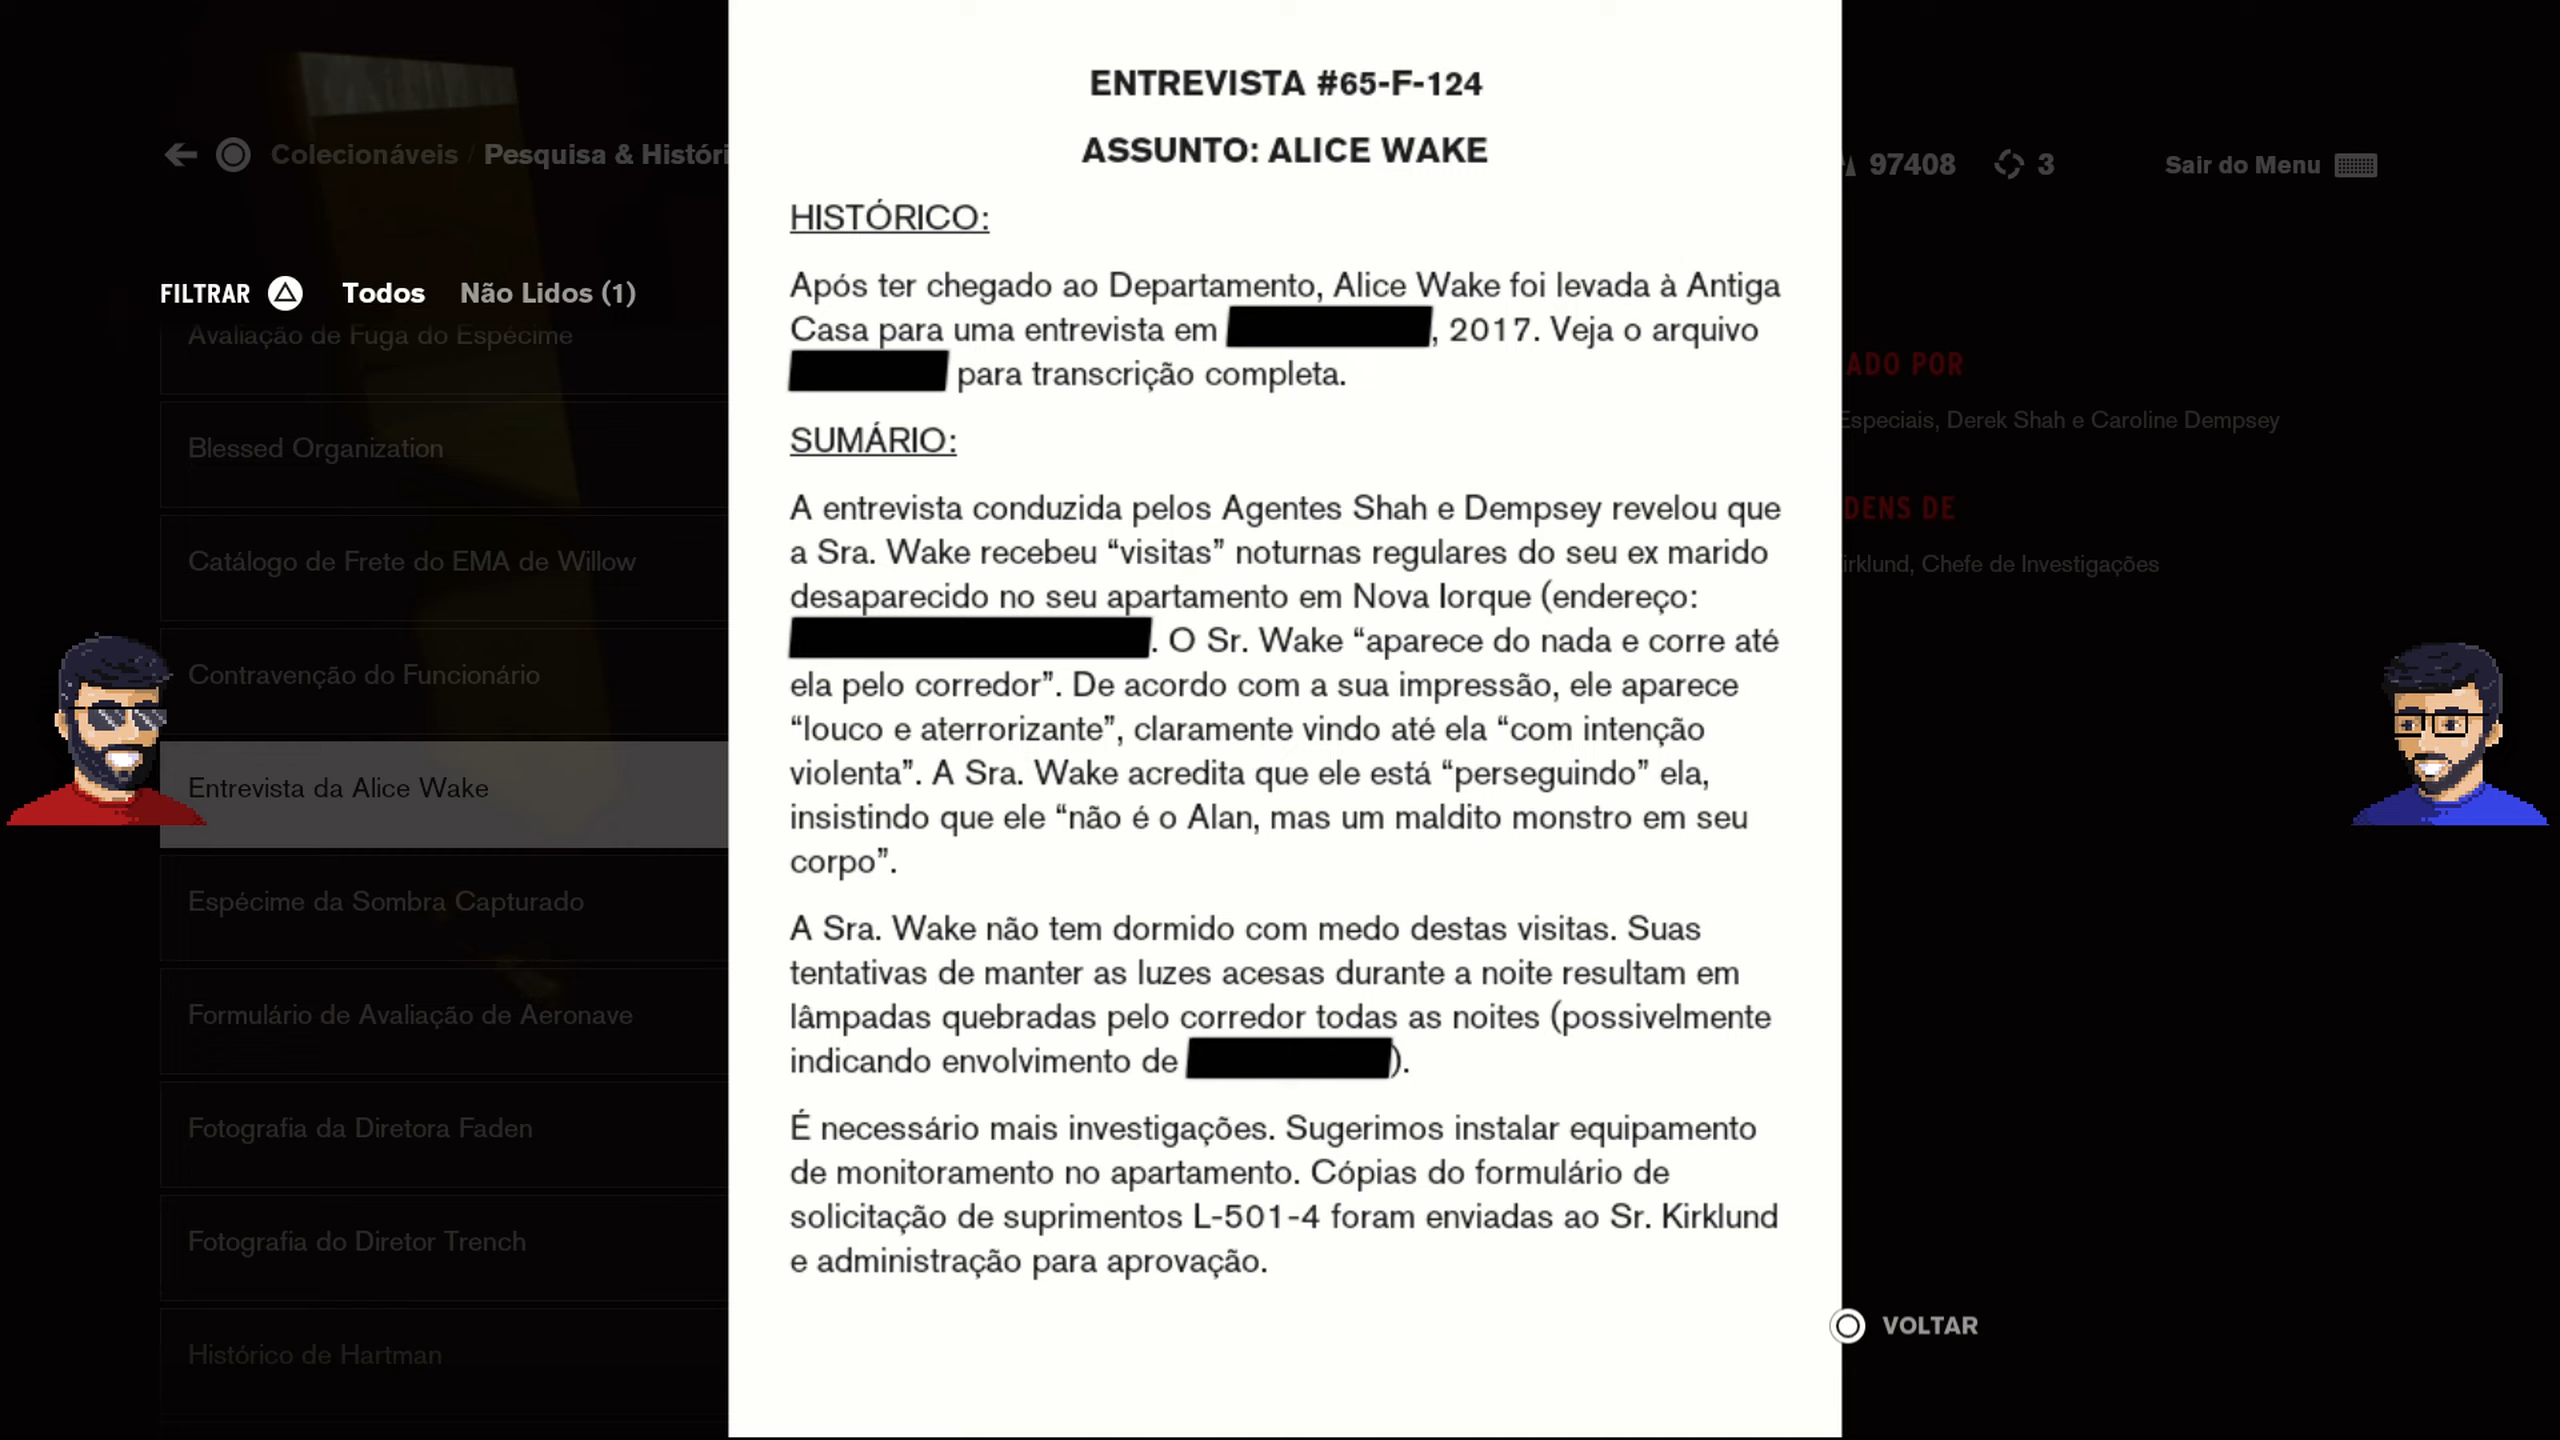 ENTREVISTA #65-F-124
ASSUNTO: ALICE WAKE
HISTÓRICO:
Após ter chegado ao Departamento, Alice Wake foi levada à Antiga
Casa para uma entrevista em , 2017. Veja o arquivo
para transcrição completa.
SUMÁRIO:
A entrevista conduzida pelos Agentes Shah e Dempsey revelou que
a Sra. Wake recebeu “visitas” noturnas regulares do seu ex marido
desaparecido no seu apartamento em Nova Iorque (endereço:
. O Sr. Wake “aparece do nada e corre até
ela pelo corredor”. De acordo com a sua impressão, ele aparece
“louco e aterrorizante”, claramente vindo até ela “com intenção
violenta”. A Sra. Wake acredita que ele está “perseguindo” ela,
insistindo que ele “não é o Alan, mas um maldito monstro em seu
corpo”.
A Sra. Wake não tem dormido com medo destas visitas. Suas
tentativas de manter as luzes acesas durante a noite resultam em
lâmpadas quebradas pelo corredor todas as noites (possivelmente
indicando envolvimento de ).
É necessário mais investigações. Sugerimos instalar equipamento
de monitoramento no apartamento. Cópias do formulário de
solicitação de suprimentos L-501-4 foram enviadas ao Sr. Kirklund
e administração para aprovação.
Colecionáveis / Pesquisa & Históri
FILTRAR Todos Não Lidos (1)
Avaliação de Fuga do Espécime
Blessed Organization
Catálogo de Frete do EMA de Willow
Contravenção do Funcionário
Entrevista da Alice Wake
Espécime da Sombra Capturado
Formulário de Avaliação de Aeronave
Fotografia da Diretora Faden
Fotografia do Diretor Trench
Histórico de Hartman
97408 3 Sair do Menu
ADO POR
Especiais, Derek Shah e Caroline Dempsey
DENS DE
irklund, Chefe de Investigações
VOLTAR